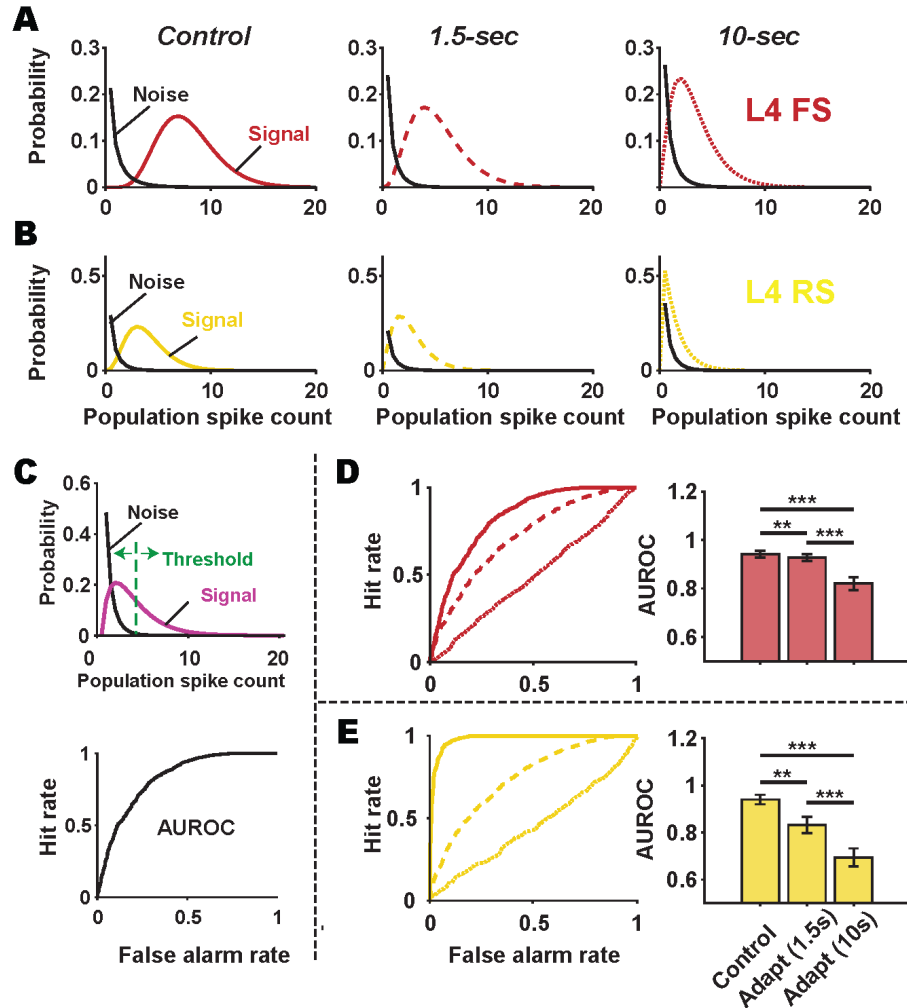 A
Control
1.5-sec
10-sec
Probability
0.3
0.2
0.1
0
Noise
Signal
0
10
20
0.3
0.2
0.1
0
0
10
20
0.3
0.2
0.1
0
L4 FS
0
10
20
B
Probability
0.5
0
Noise
Signal
0
10
20
Population spike count
0.5
0
0
10
20
Population spike count
0.5
0
L4 RS
0
10
20
Population spike count
C
Probability
0.6
0.4
0.2
0
Noise
Threshold
Signal
0
10
20
Population spike count
Hit rate
1
0.5
0
AUROC
0
1
False alarm rate
D
Hit rate
1
0.5
0
0
0.5
1
AUROC
1.2
1
0.8
0.6
***
**
***
E
Hit rate
1
0.5
0
0
0.5
1
False alarm rate
AUROC
1.2
1
0.8
0.6
***
**
***
Control
Adapt (1.5s)
Adapt (10s)